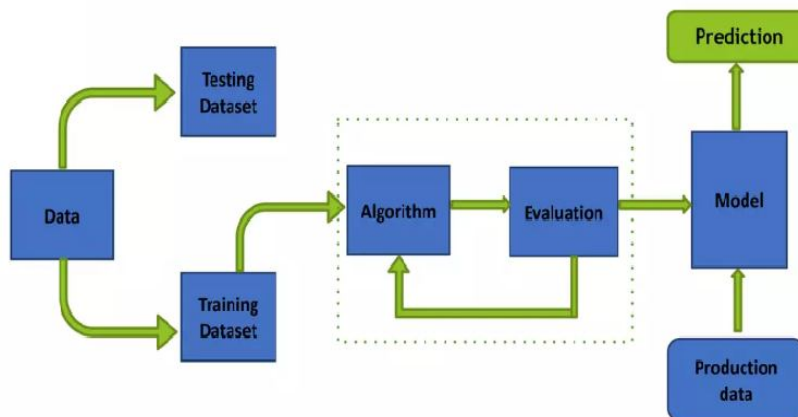 Prediction
Testing
Dataset
Data
Algorithm
Evaluation
Model
Training
Dataset
Production
data